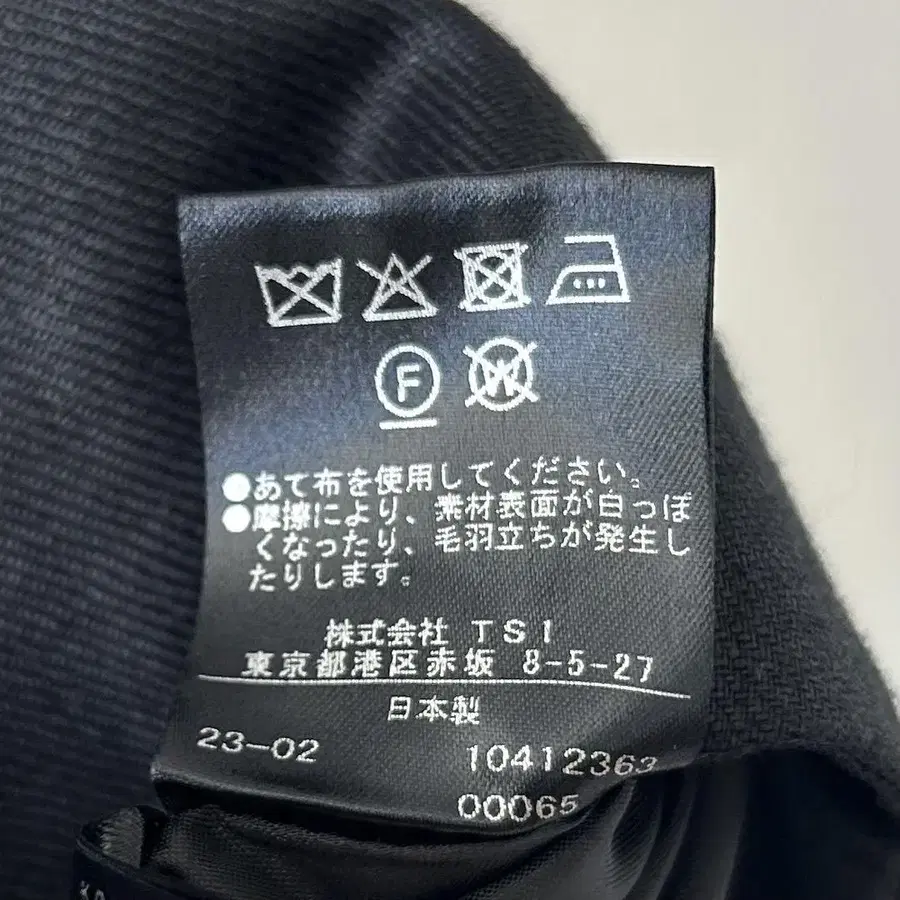 F W
●あて布を使用してください。
●摩擦により、素材表面が白っぽ
くなったり、毛羽立ちが発生し
たりします。
株式会社 TSI
東京都港区赤坂 8-5-27
日本製
23-02 10412363
00065